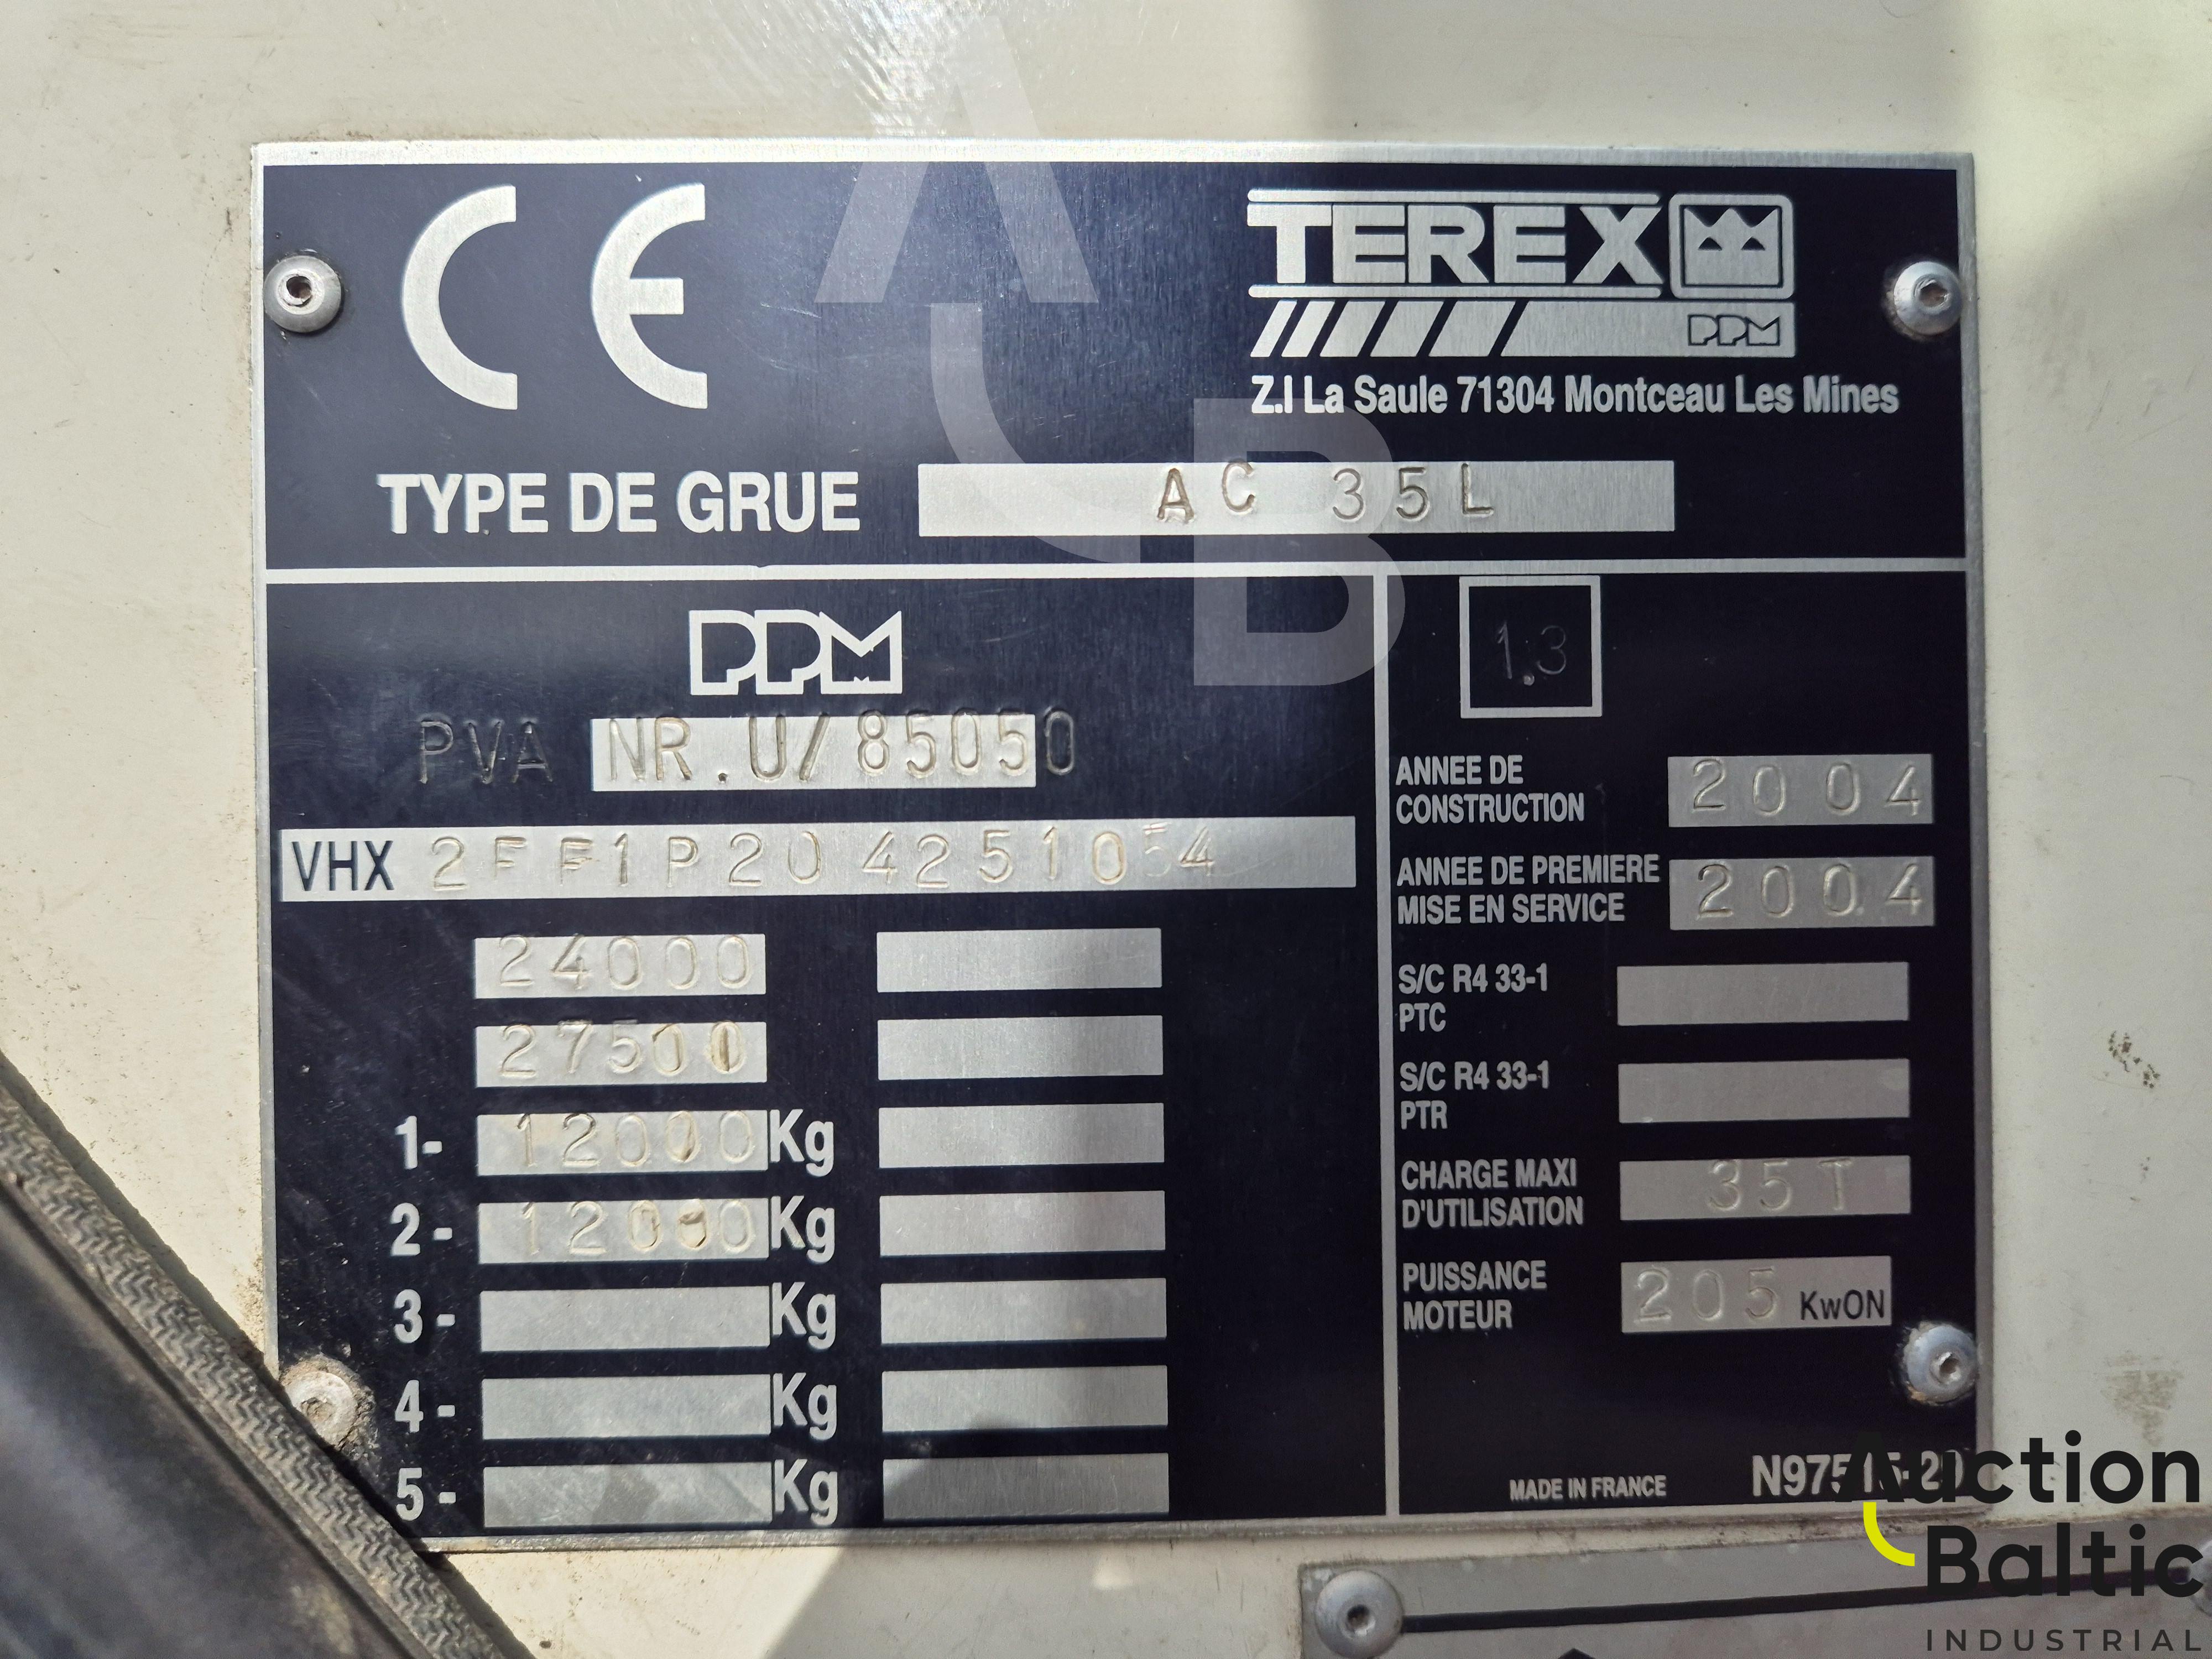 CE
TEREX
PPM
Z.I La Saule 71304 Montceau Les Mines
TYPE DE GRUE AC 35L
PPM
PVA NR.U/85050
VHX 2FF1P204251054
24000
27500
1- 12000 Kg
2- 12000 Kg
3- Kg
4- Kg
5- Kg
1.3
ANNEE DE
CONSTRUCTION 2004
ANNEE DE PREMIERE
MISE EN SERVICE 2004
S/C R4 33-1
PTC
S/C R4 33-1
PTR
CHARGE MAXI
D'UTILISATION 35T
PUISSANCE
MOTEUR 205 KwON
MADE IN FRANCE
A
B
Auction
Baltic
INDUSTRIAL